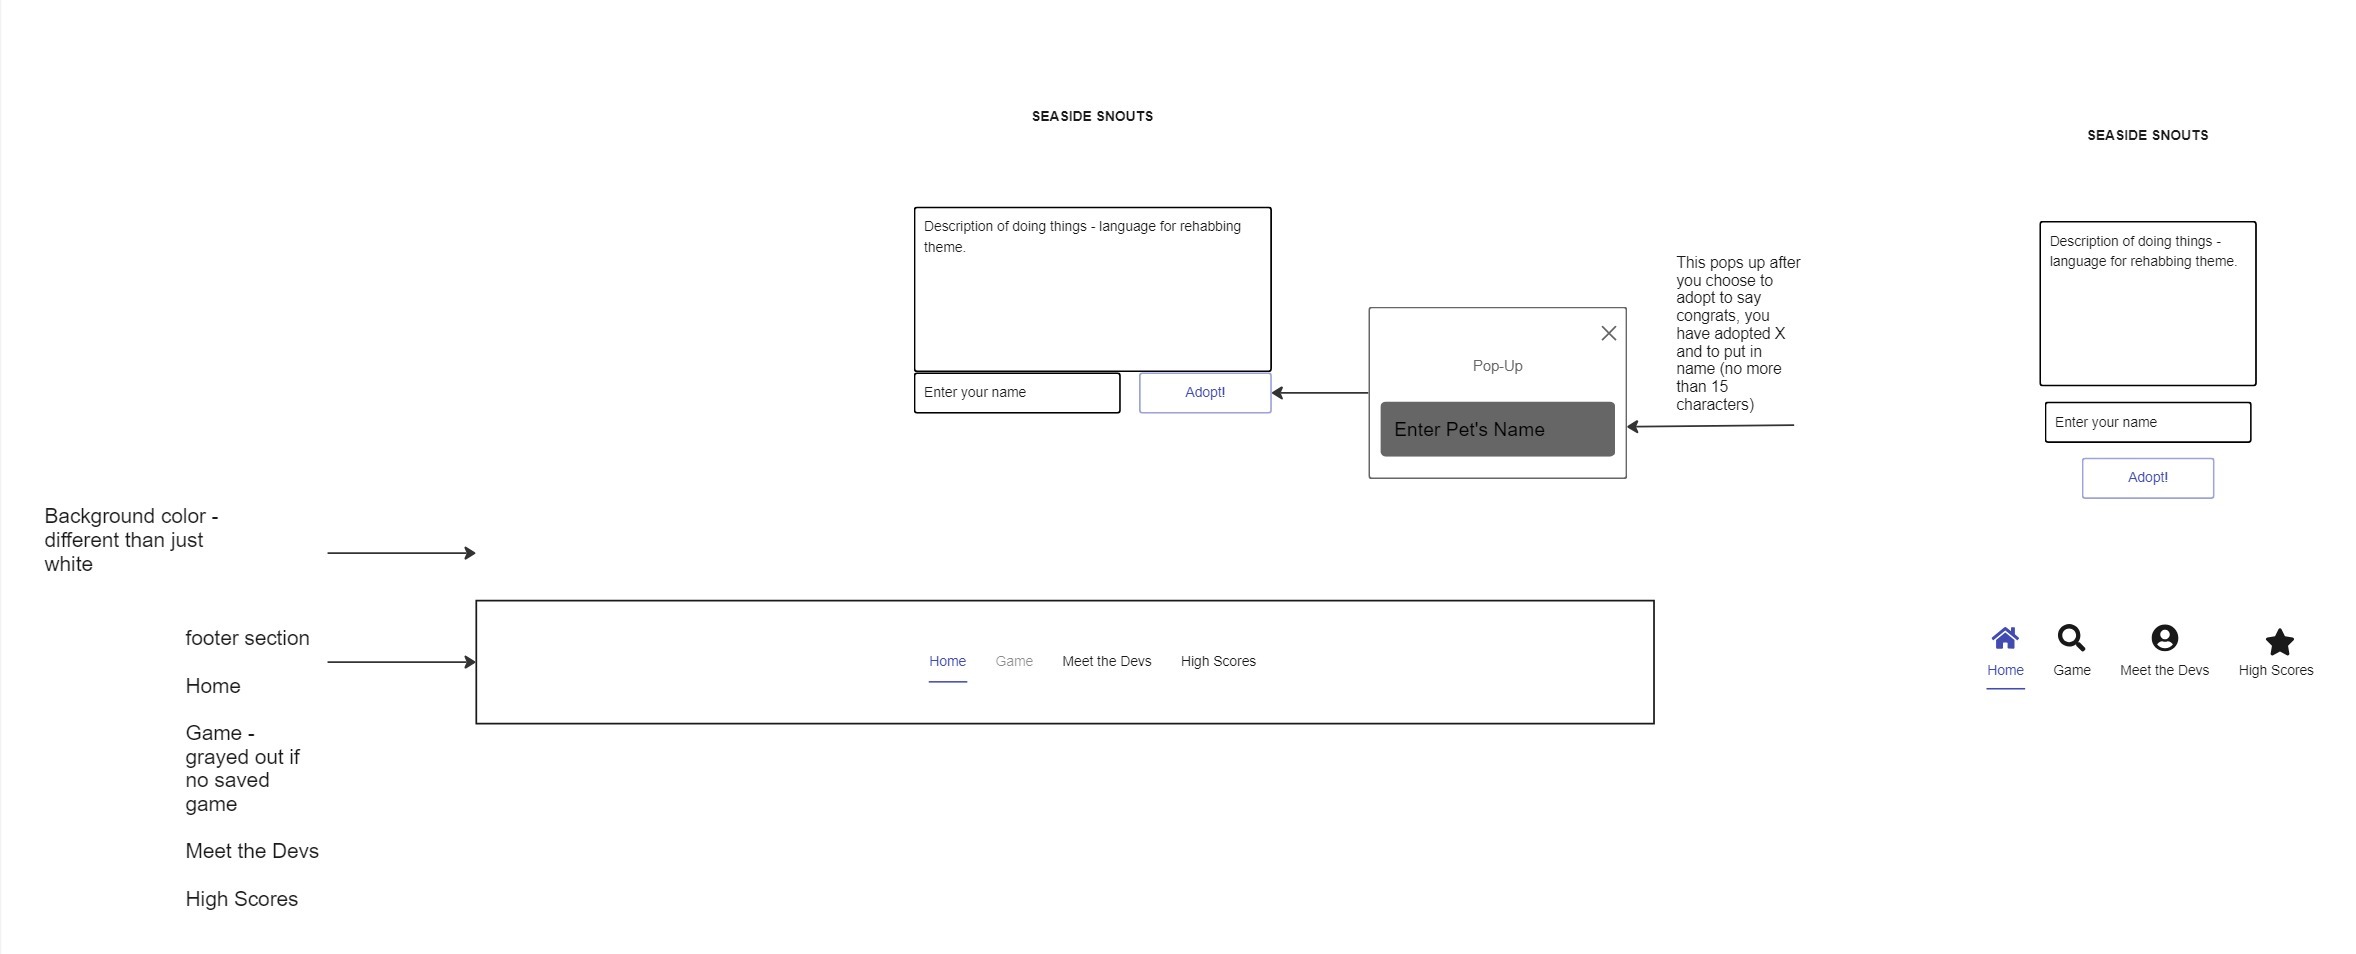 SEASIDE SNOUTS
Description of doing things - language for rehabbing
theme.
Enter your name
Adopt!
Pop-Up
Enter Pet's Name
This pops up after
you choose to
adopt to say
congrats, you
have adopted X
and to put in
name (no more
than 15
characters)
Background color -
different than just
white
footer section
Home
Game -
grayed out if
no saved
game
Meet the Devs
High Scores
Home
Game
Meet the Devs
High Scores
SEASIDE SNOUTS
Description of doing things -
language for rehabbing theme.
Enter your name
Adopt!
Home
Game
Meet the Devs
High Scores